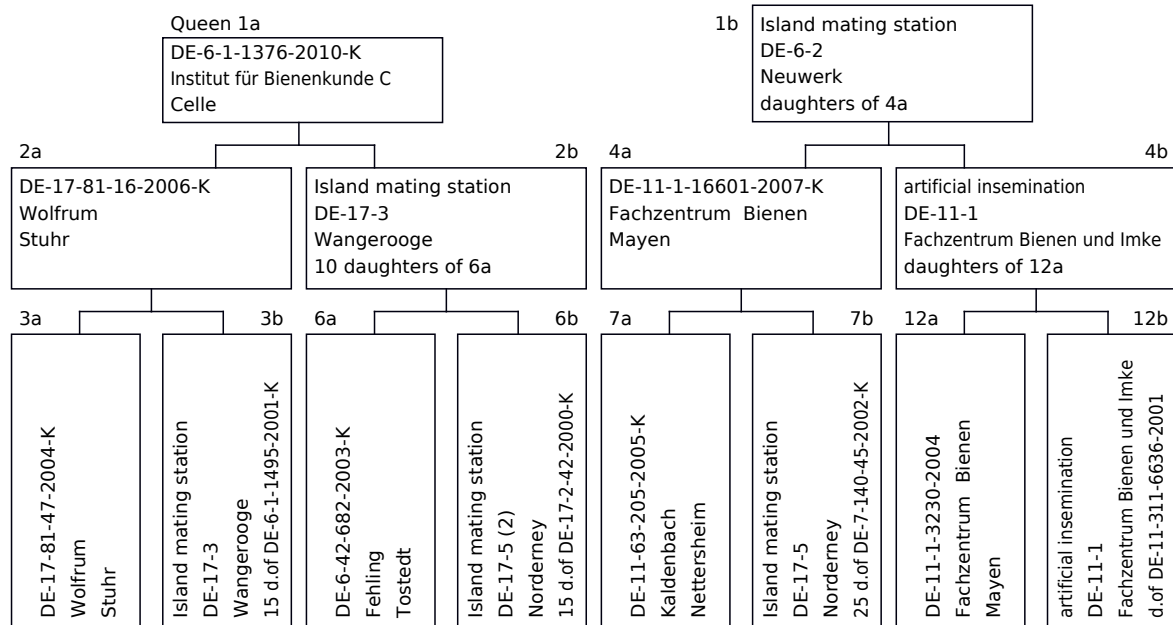 Queen 1a
DE-6-1-1376-2010-K
Institut für Bienenkunde C
Celle
1b
Island mating station
DE-6-2
Neuwerk
daughters of 4a
2a
DE-17-81-16-2006-K
Wolfrum
Stuhr
2b
Island mating station
DE-17-3
Wangerooge
10 daughters of 6a
4a
DE-11-1-16601-2007-K
Fachzentrum Bienen
Mayen
4b
artificial insemination
DE-11-1
Fachzentrum Bienen und Imke
daughters of 12a
3a
DE-17-81-47-2004-K
Wolfrum
Stuhr
3b
Island mating station
DE-17-3
Wangerooge
15 d.of DE-6-1-1495-2001-K
6a
DE-6-42-682-2003-K
Fehling
Tostedt
6b
Island mating station
DE-17-5 (2)
Norderney
15 d.of DE-17-2-42-2000-K
7a
DE-11-63-205-2005-K
Kaldenbach
Nettersheim
7b
Island mating station
DE-17-5
Norderney
25 d.of DE-7-140-45-2002-K
12a
DE-11-1-3230-2004
Fachzentrum Bienen
Mayen
12b
artificial insemination
DE-11-1
Fachzentrum Bienen und Imke
d.of DE-11-311-6636-2001